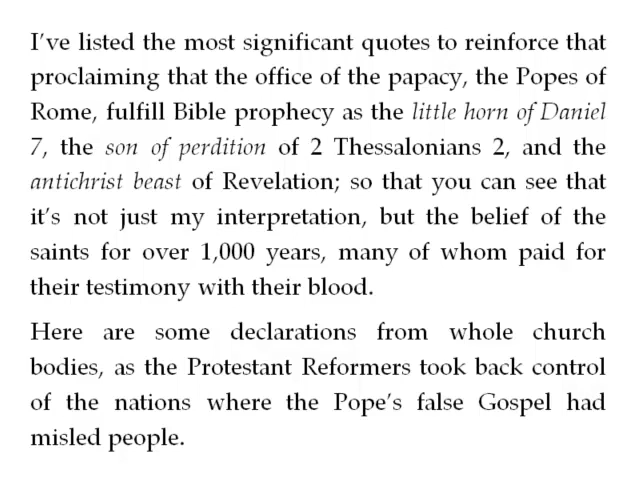 I’ve listed the most significant quotes to reinforce that
proclaiming that the office of the papacy, the Popes of
Rome, fulfill Bible prophecy as the little horn of Daniel
7, the son of perdition of 2 Thessalonians 2, and the
antichrist beast of Revelation; so that you can see that
it’s not just my interpretation, but the belief of the
saints for over 1,000 years, many of whom paid for
their testimony with their blood.
Here are some declarations from whole church
bodies, as the Protestant Reformers took back control
of the nations where the Pope’s false Gospel had
misled people.